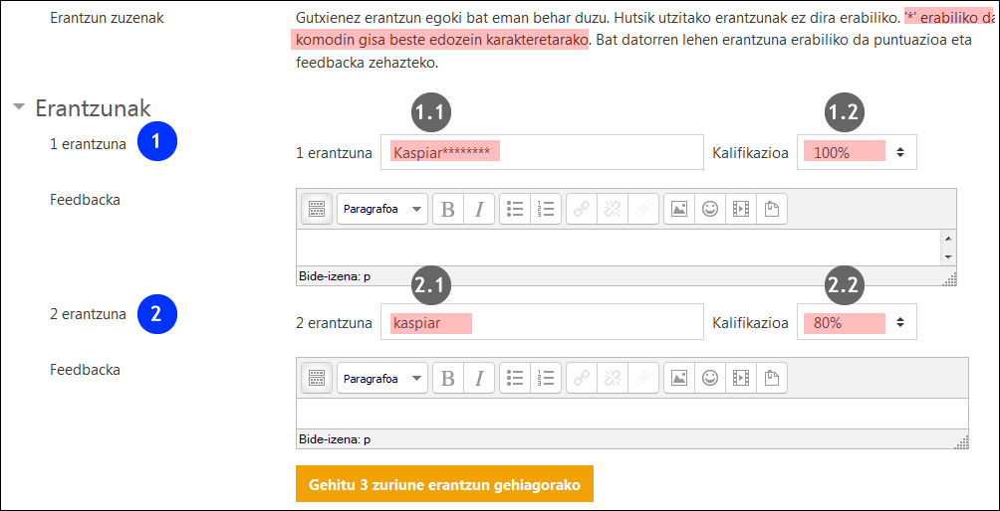 Erantzun zuzenak
Gutxienez erantzun egoki bat eman behar duzu. Hutsik utzitako erantzunak ez dira erabiliko. '*' erabiliko da
komodin gisa beste edozein karakteretarako. Bat datorren lehen erantzuna erabiliko da puntuazioa eta
feedbacka zehazteko.
Erantzunak
1.1
1.2
1 erantzuna
1
1 erantzuna
Kaspiar********
Kalifikazioa
100%
Feedbacka
Paragrafoa
B
I
Bide-izena: p
2.1
2.2
2 erantzuna
2
2 erantzuna
kaspiar
Kalifikazioa
80%
Feedbacka
Paragrafoa
B
I
Bide-izena: p
Gehitu 3 zuriune erantzun gehiagorako